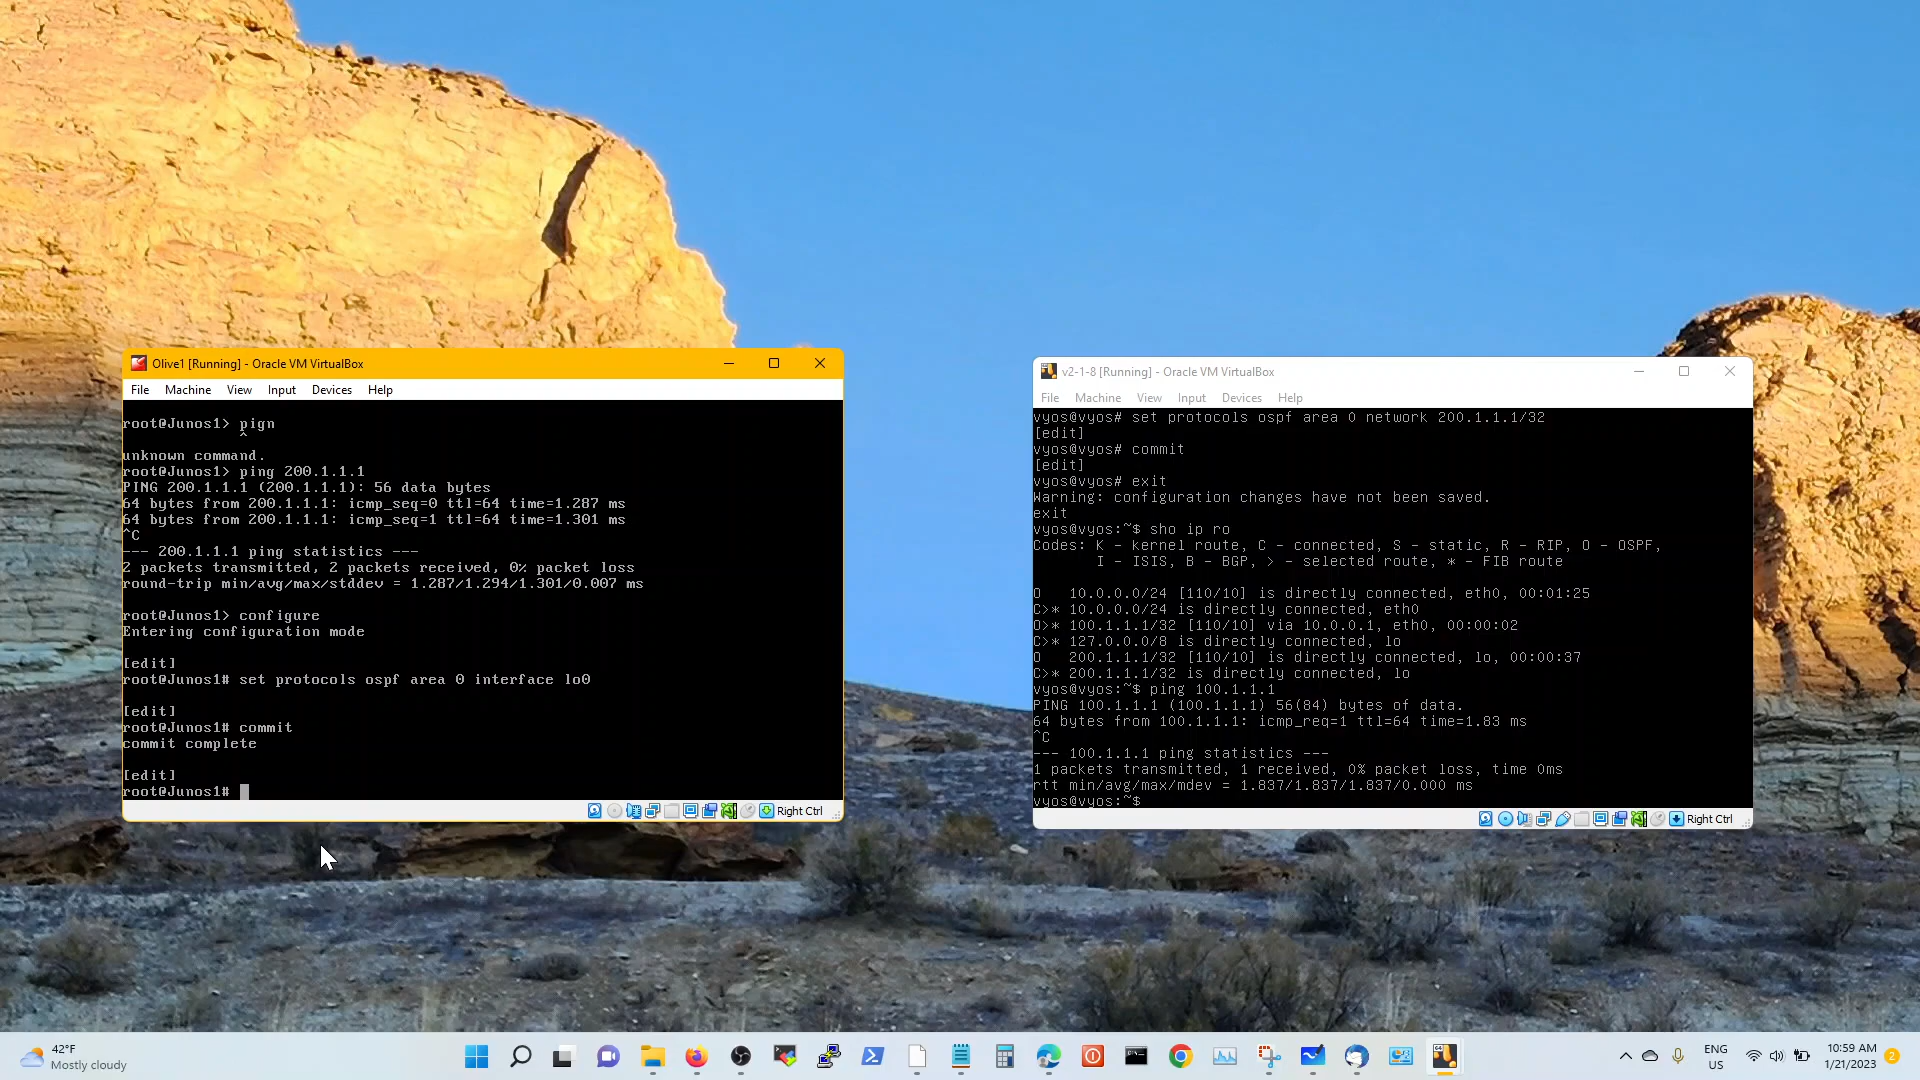 Olive1 [Running] - Oracle VM VirtualBox
File Machine View Input Devices Help
root@Junos1> pign
^
unknown command.
root@Junos1> ping 200.1.1.1
PING 200.1.1.1 (200.1.1.1): 56 data bytes
64 bytes from 200.1.1.1: icmp_seq=0 ttl=64 time=1.287 ms
64 bytes from 200.1.1.1: icmp_seq=1 ttl=64 time=1.301 ms
^C
--- 200.1.1.1 ping statistics ---
2 packets transmitted, 2 packets received, 0% packet loss
round-trip min/avg/max/stddev = 1.287/1.294/1.301/0.007 ms
root@Junos1> configure
Entering configuration mode
[edit]
root@Junos1# set protocols ospf area 0 interface lo0
[edit]
root@Junos1# commit
commit complete
[edit]
root@Junos1#
Right Ctrl
v2-1-8 [Running] - Oracle VM VirtualBox
File Machine View Input Devices Help
vyos@vyos# set protocols ospf area 0 network 200.1.1.1/32
[edit]
vyos@vyos# commit
[edit]
vyos@vyos# exit
Warning: configuration changes have not been saved.
exit
vyos@vyos:~$ sho ip ro
Codes: K - kernel route, C - connected, S - static, R - RIP, O - OSPF,
I - ISIS, B - BGP, > - selected route, * - FIB route
O   10.0.0.0/24 [110/10] is directly connected, eth0, 00:01:25
C>* 10.0.0.0/24 is directly connected, eth0
O>* 100.1.1.1/32 [110/10] via 10.0.0.1, eth0, 00:00:02
C>* 127.0.0.0/8 is directly connected, lo
O   200.1.1.1/32 [110/10] is directly connected, lo, 00:00:37
C>* 200.1.1.1/32 is directly connected, lo
vyos@vyos:~$ ping 100.1.1.1
PING 100.1.1.1 (100.1.1.1) 56(84) bytes of data.
64 bytes from 100.1.1.1: icmp_req=1 ttl=64 time=1.83 ms
^C
--- 100.1.1.1 ping statistics ---
1 packets transmitted, 1 received, 0% packet loss, time 0ms
rtt min/avg/max/mdev = 1.837/1.837/1.837/0.000 ms
vyos@vyos:~$
Right Ctrl
42°F
Mostly cloudy
ENG
US
10:59 AM
1/21/2023
2